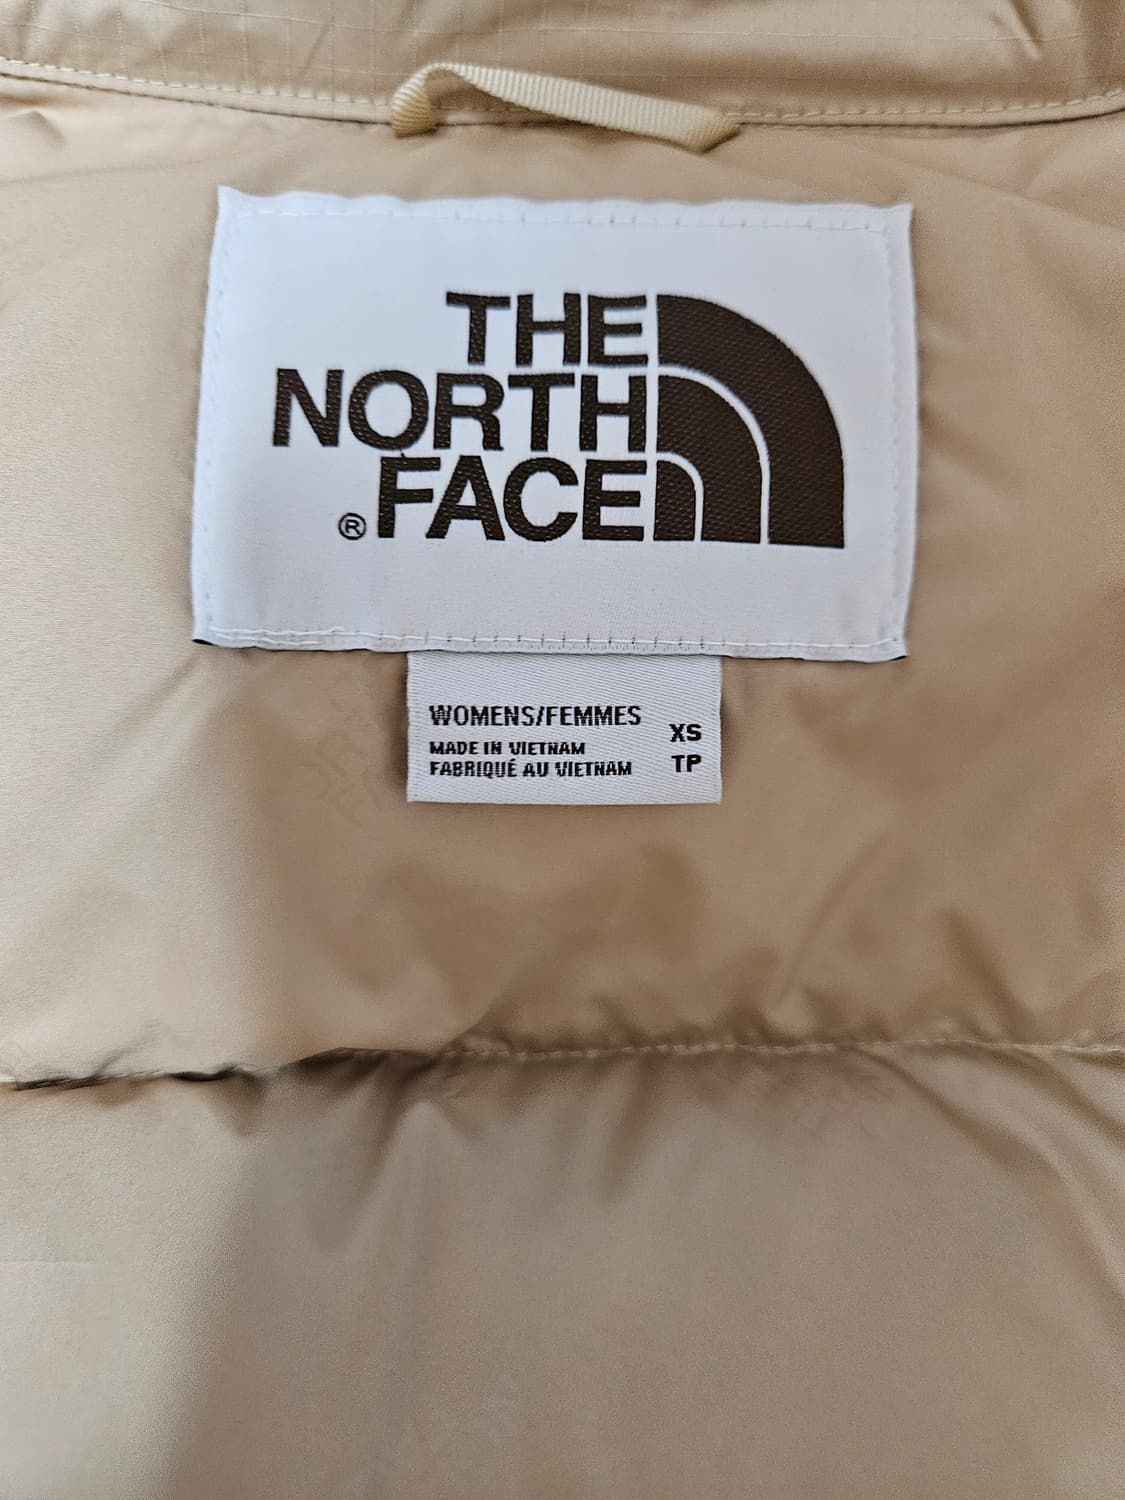 THE
NORTH
® FACE
WOMENS/FEMMES
MADE IN VIETNAM
FABRIQUÉ AU VIETNAM
XS
TP